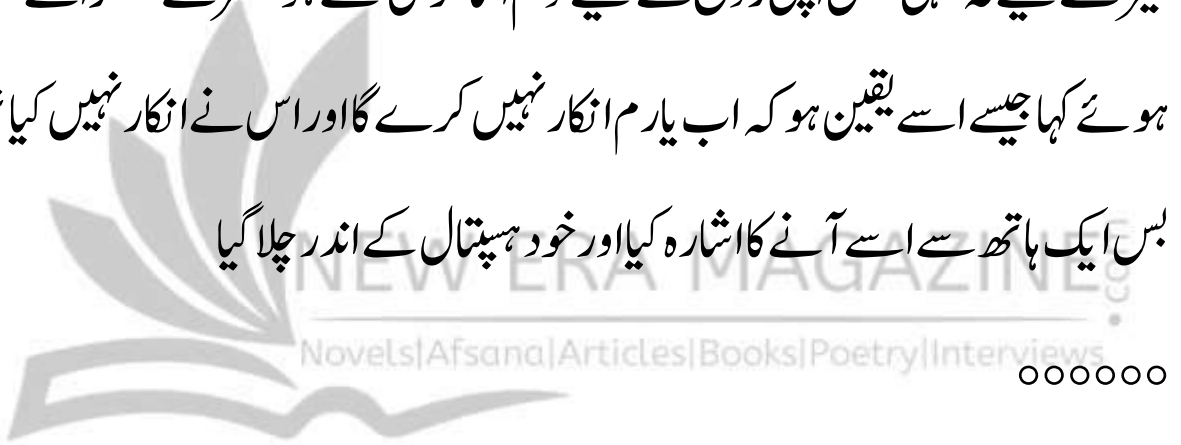 ہوئے کہا جیسے اسے یقین ہو کہ اب یارم انکار نہیں کرے گا اور اس نے انکار نہیں کیا
بس ایک ہاتھ سے اسے آنے کا اشارہ کیا اور خود ہسپتال کے اندر چلا گیا
NEW ERA MAGAZINE.com
Novels|Afsana|Articles|Books|Poetry|Interviews
○○○○○○